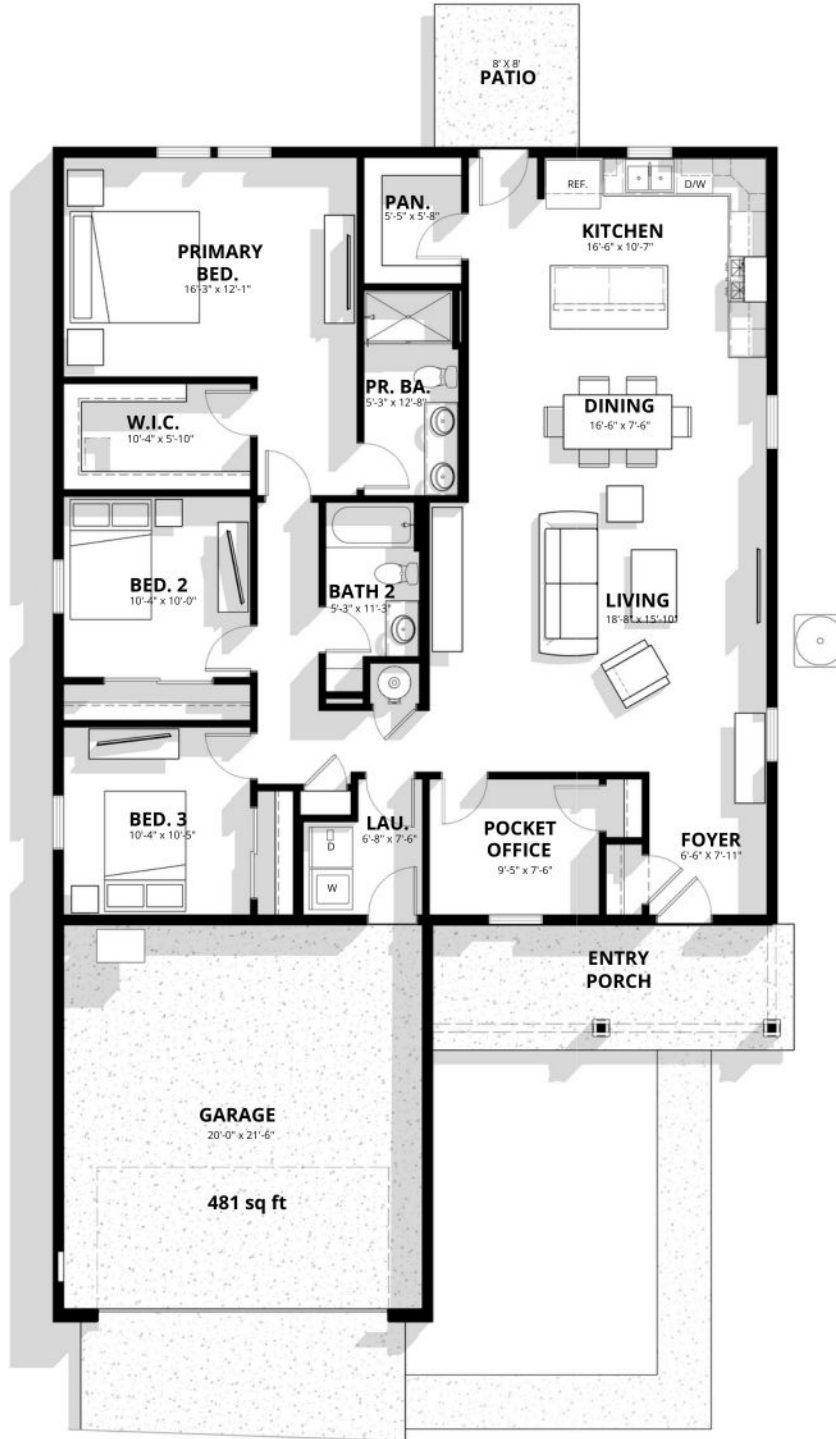 8' X 8'
PATIO
PAN.
5'-5" x 5'-8"
REF.
D/W
KITCHEN
16'-6" x 10'-7"
PRIMARY
BED.
16'-3" x 12'-1"
PR. BA.
5'-3" x 12'-8"
DINING
16'-6" x 7'-6"
W.I.C.
10'-4" x 5'-10"
BED. 2
10'-4" x 10'-0"
BATH 2
5'-3" x 11'-3"
LIVING
18'-8" x 15'-10"
BED. 3
10'-4" x 10'-5"
D
W
LAU.
6'-8" x 7'-6"
POCKET
OFFICE
9'-5" x 7'-6"
FOYER
6'-6" X 7'-11"
ENTRY
PORCH
GARAGE
20'-0" x 21'-6"
481 sq ft